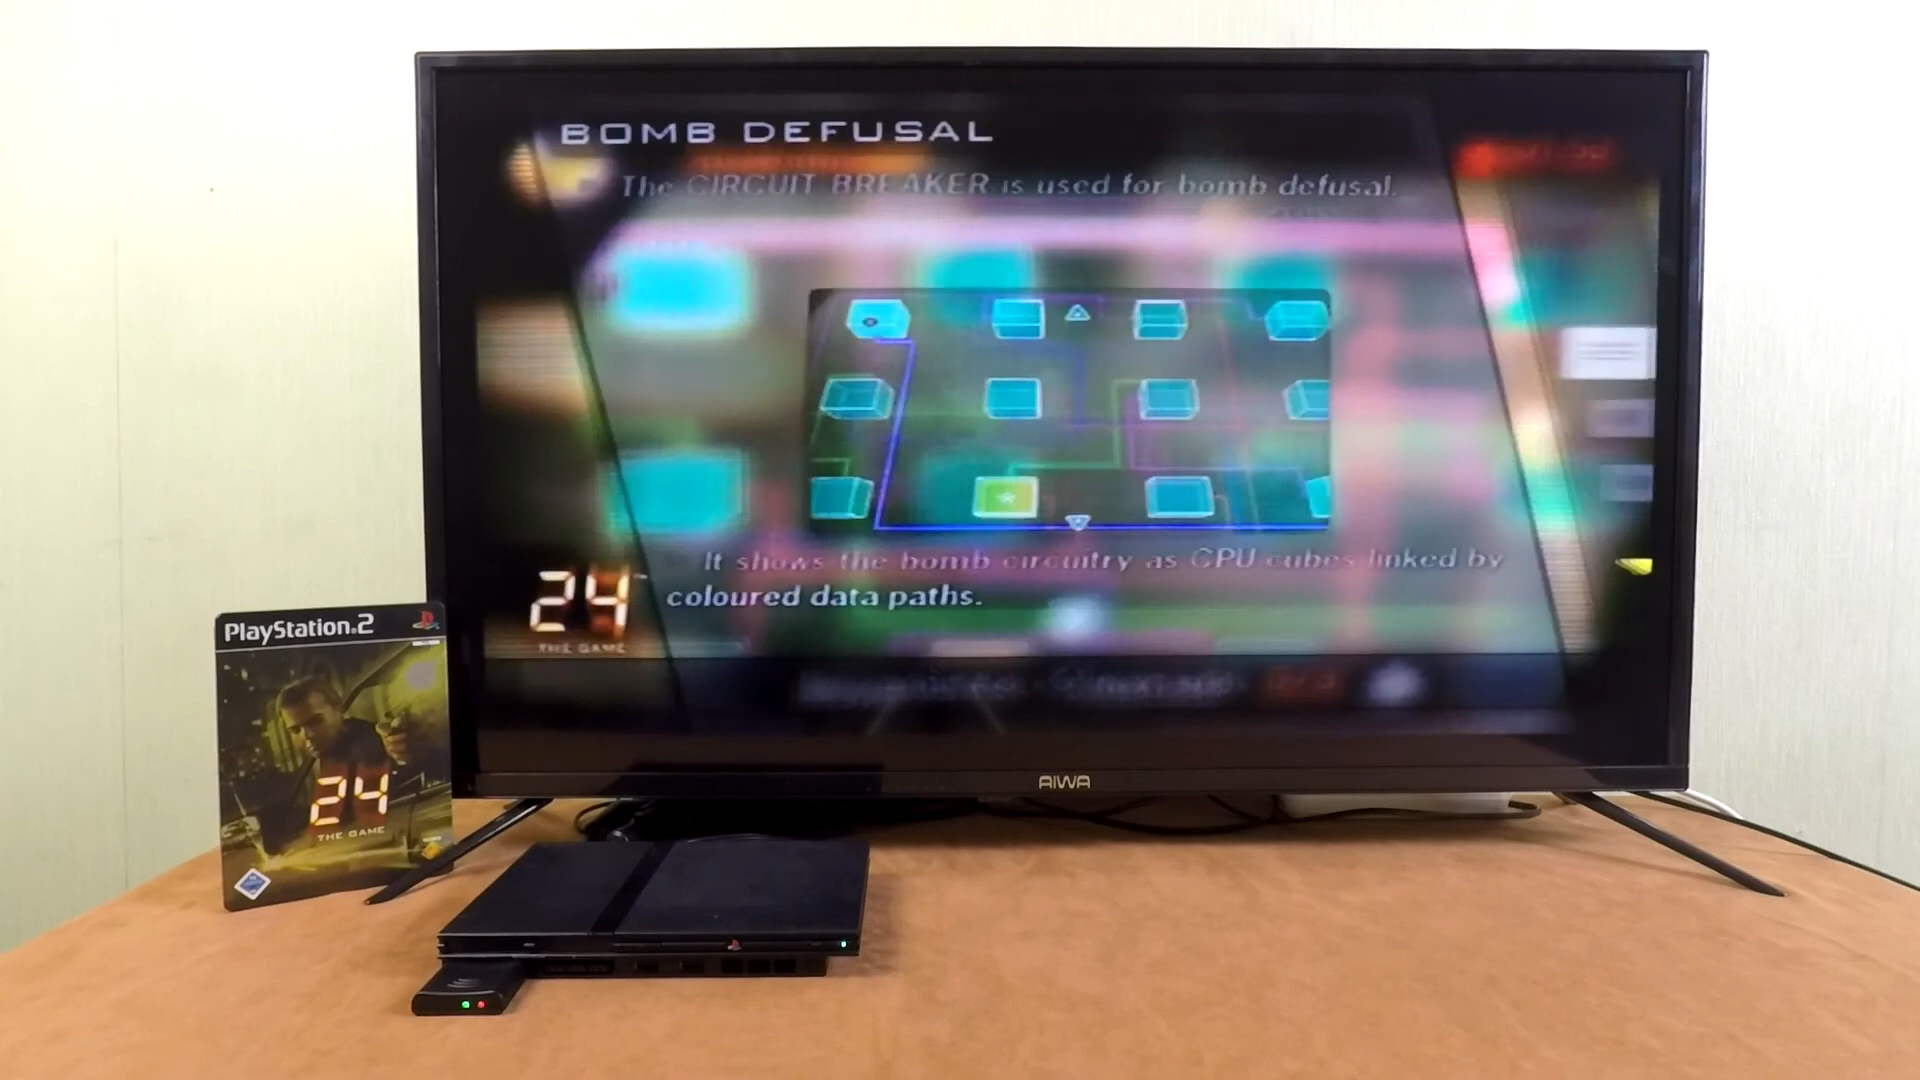 BOMB DEFUSAL
The CIRCUIT BREAKER is used for bomb defusal.
It shows the bomb circuitry as CPU cubes linked by
coloured data paths.
24
THE GAME
AIWA
PlayStation.2
24
THE GAME